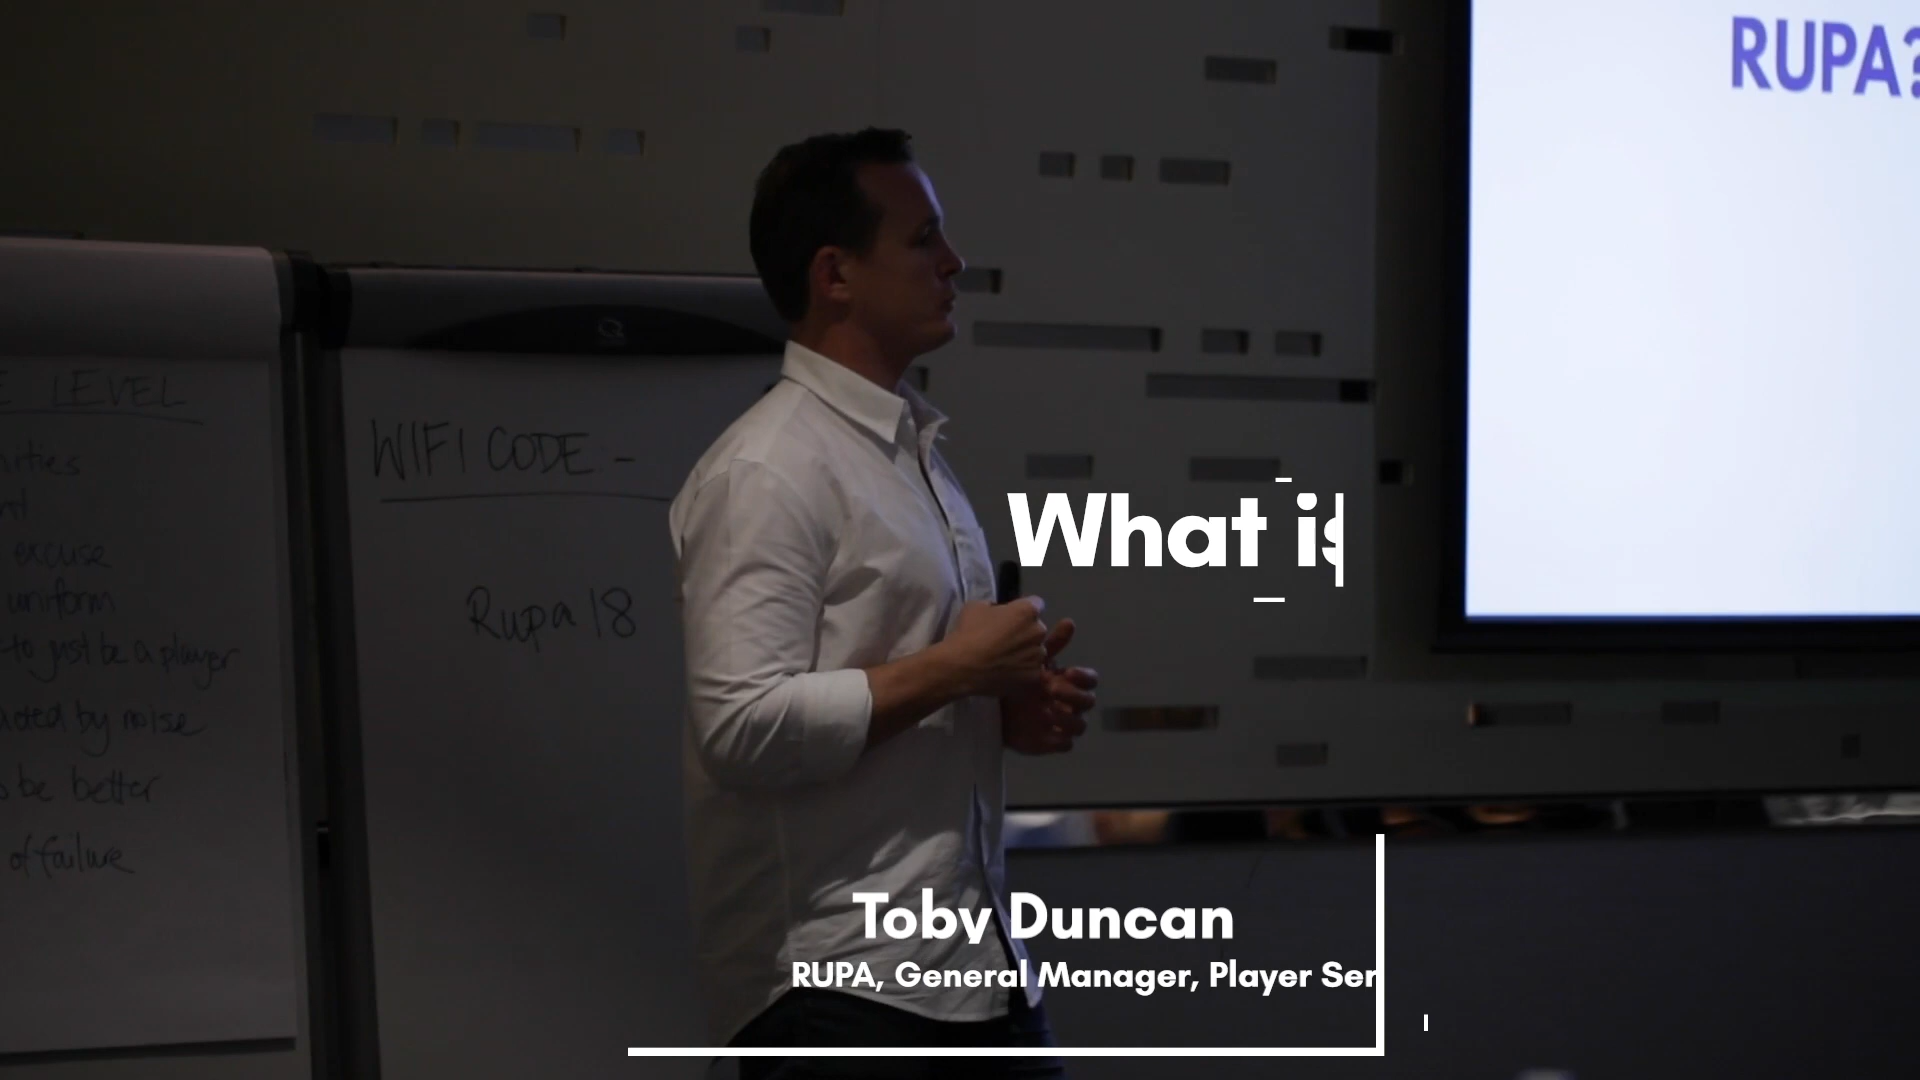 RUPA?
E LEVEL
excuse
uniform
to just be a player
by noise
be better
of failure
WIFI CODE -
Rupa 18
What is
Toby Duncan
RUPA, General Manager, Player Ser